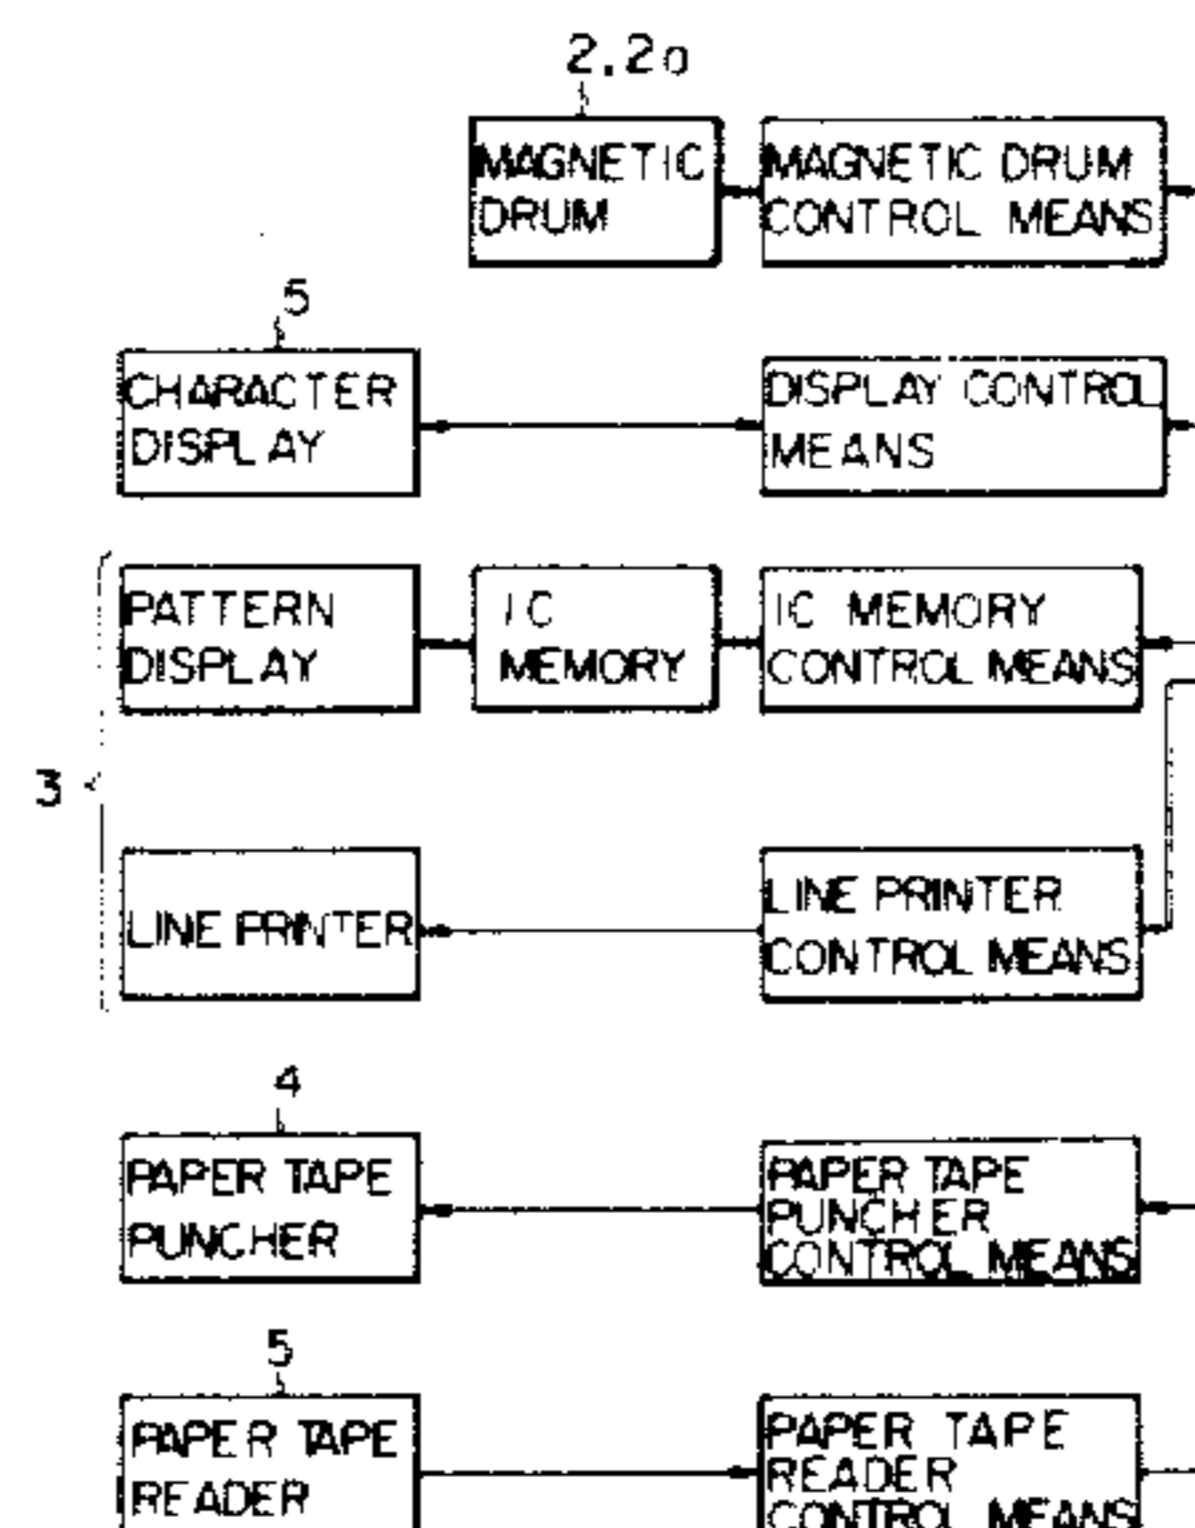 2.2a
MAGNETIC
DRUM
MAGNETIC DRUM
CONTROL MEANS
5
CHARACTER
DISPLAY
DISPLAY CONTROL
MEANS
3
PATTERN
DISPLAY
IC
MEMORY
IC MEMORY
CONTROL MEANS
LINE PRINTER
LINE PRINTER
CONTROL MEANS
4
PAPER TAPE
PUNCHER
PAPER TAPE
PUNCHER
CONTROL MEANS
5
PAPER TAPE
READER
PAPER TAPE
READER
CONTROL MEANS